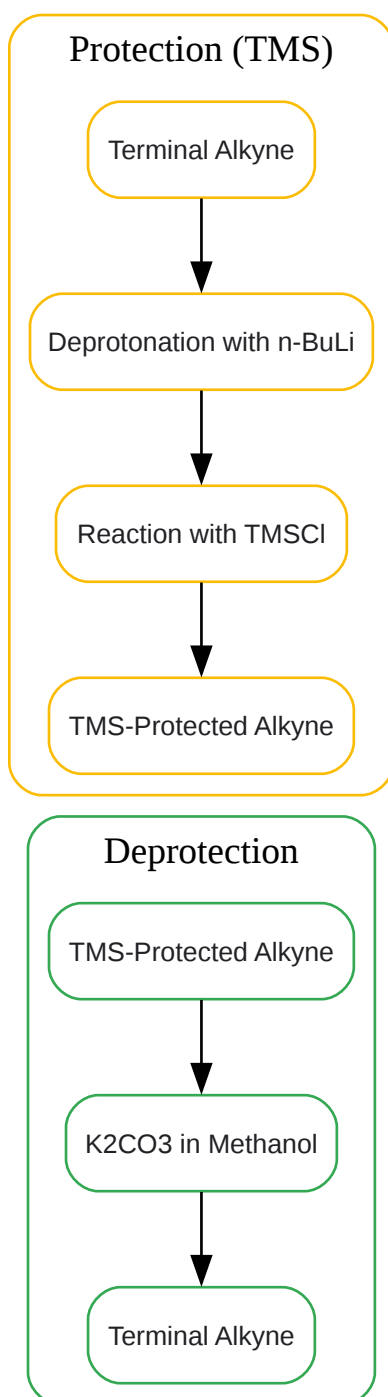 Protection (TMS)
Terminal Alkyne
Deprotonation with n-BuLi
Reaction with TMSCl
TMS-Protected Alkyne
Deprotection
TMS-Protected Alkyne
K2CO3 in Methanol
Terminal Alkyne